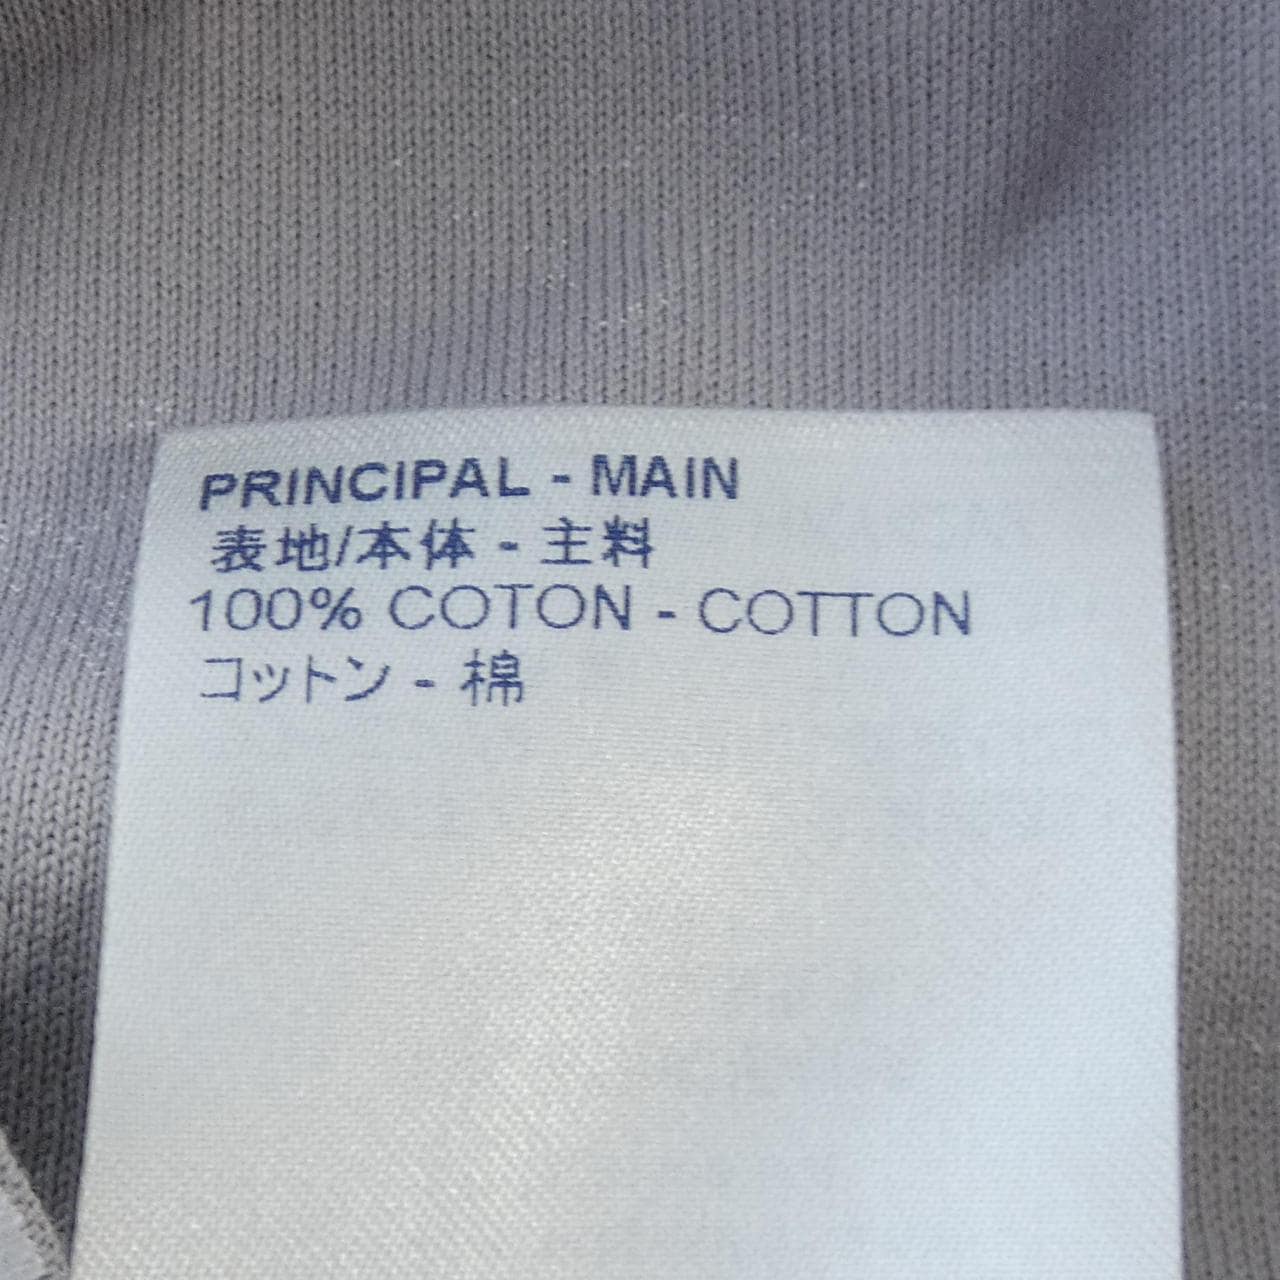 PRINCIPAL - MAIN
表地/本体 - 主料
100% COTON - COTTON
コットン - 棉